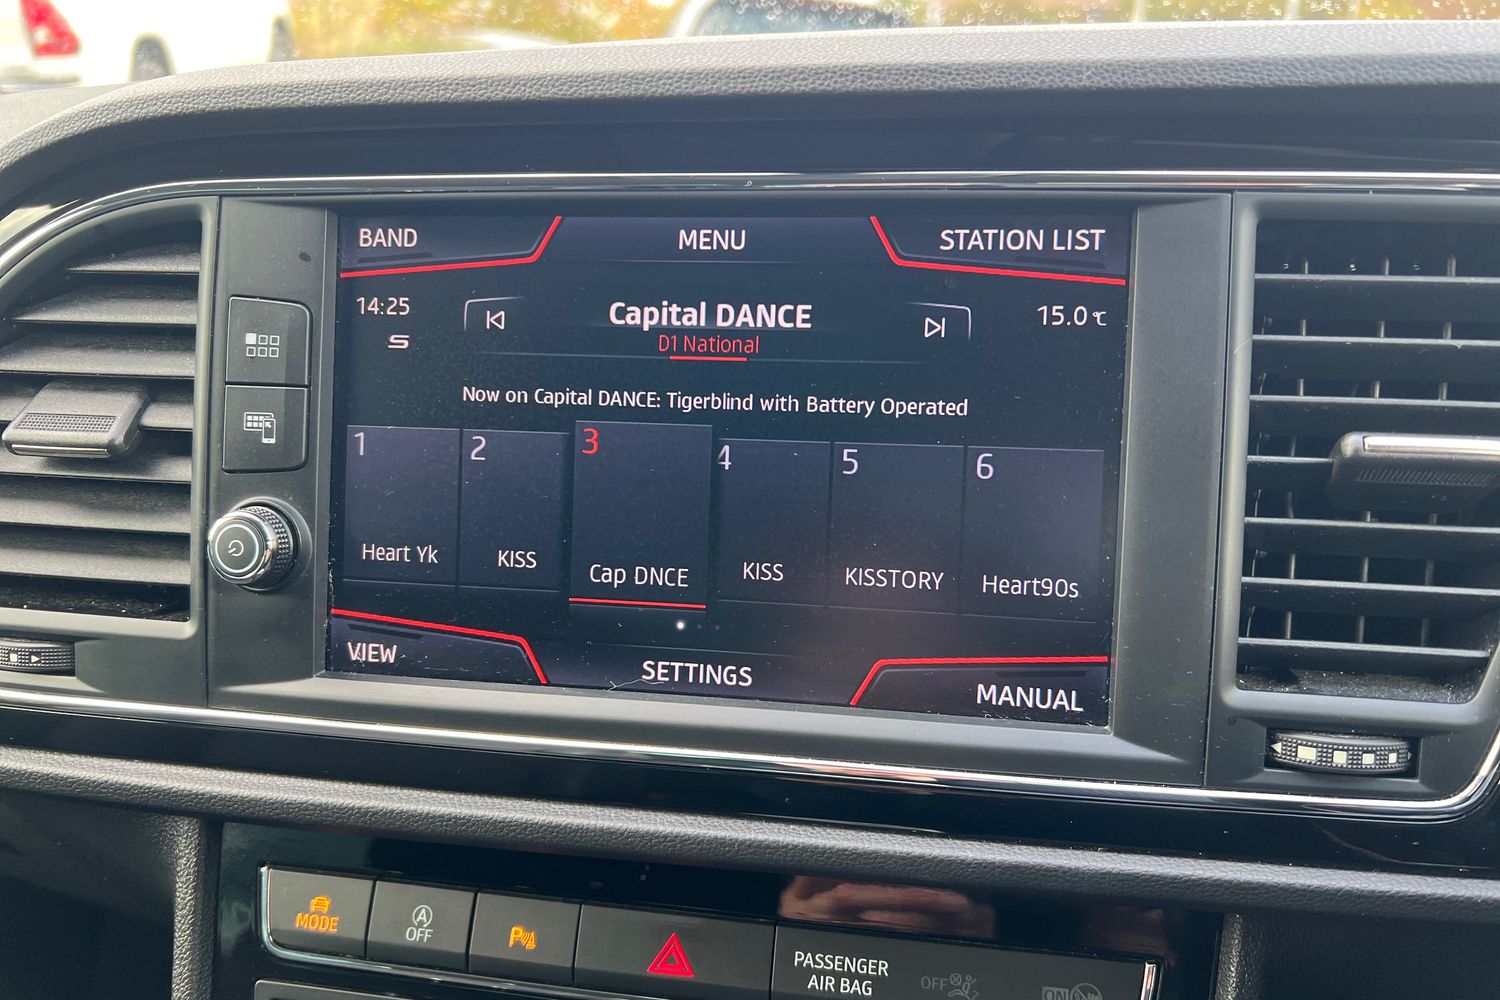 BAND
MENU
STATION LIST
14:25
Capital DANCE
15.0 °C
D1 National
Now on Capital DANCE: Tigerblind with Battery Operated
1
2
3
4
5
6
Heart Yk
KISS
Cap DNCE
KISS
KISSTORY
Heart90s
VIEW
SETTINGS
MANUAL
MODE
A
OFF
P
PASSENGER
AIR BAG
OFF
ON